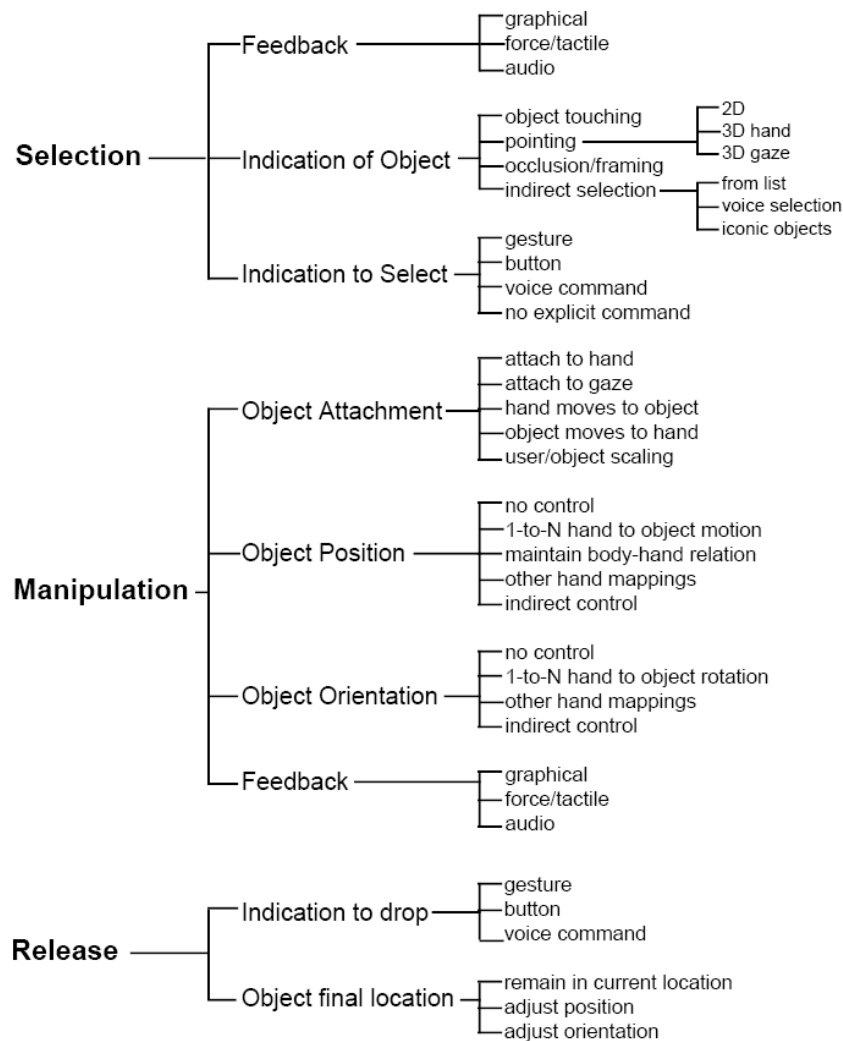 Selection
Feedback
graphical
force/tactile
audio
Indication of Object
object touching
pointing
2D
3D hand
3D gaze
occlusion/framing
indirect selection
from list
voice selection
iconic objects
Indication to Select
gesture
button
voice command
no explicit command
Manipulation
Object Attachment
attach to hand
attach to gaze
hand moves to object
object moves to hand
user/object scaling
Object Position
no control
1-to-N hand to object motion
maintain body-hand relation
other hand mappings
indirect control
Object Orientation
no control
1-to-N hand to object rotation
other hand mappings
indirect control
Feedback
graphical
force/tactile
audio
Release
Indication to drop
gesture
button
voice command
Object final location
remain in current location
adjust position
adjust orientation